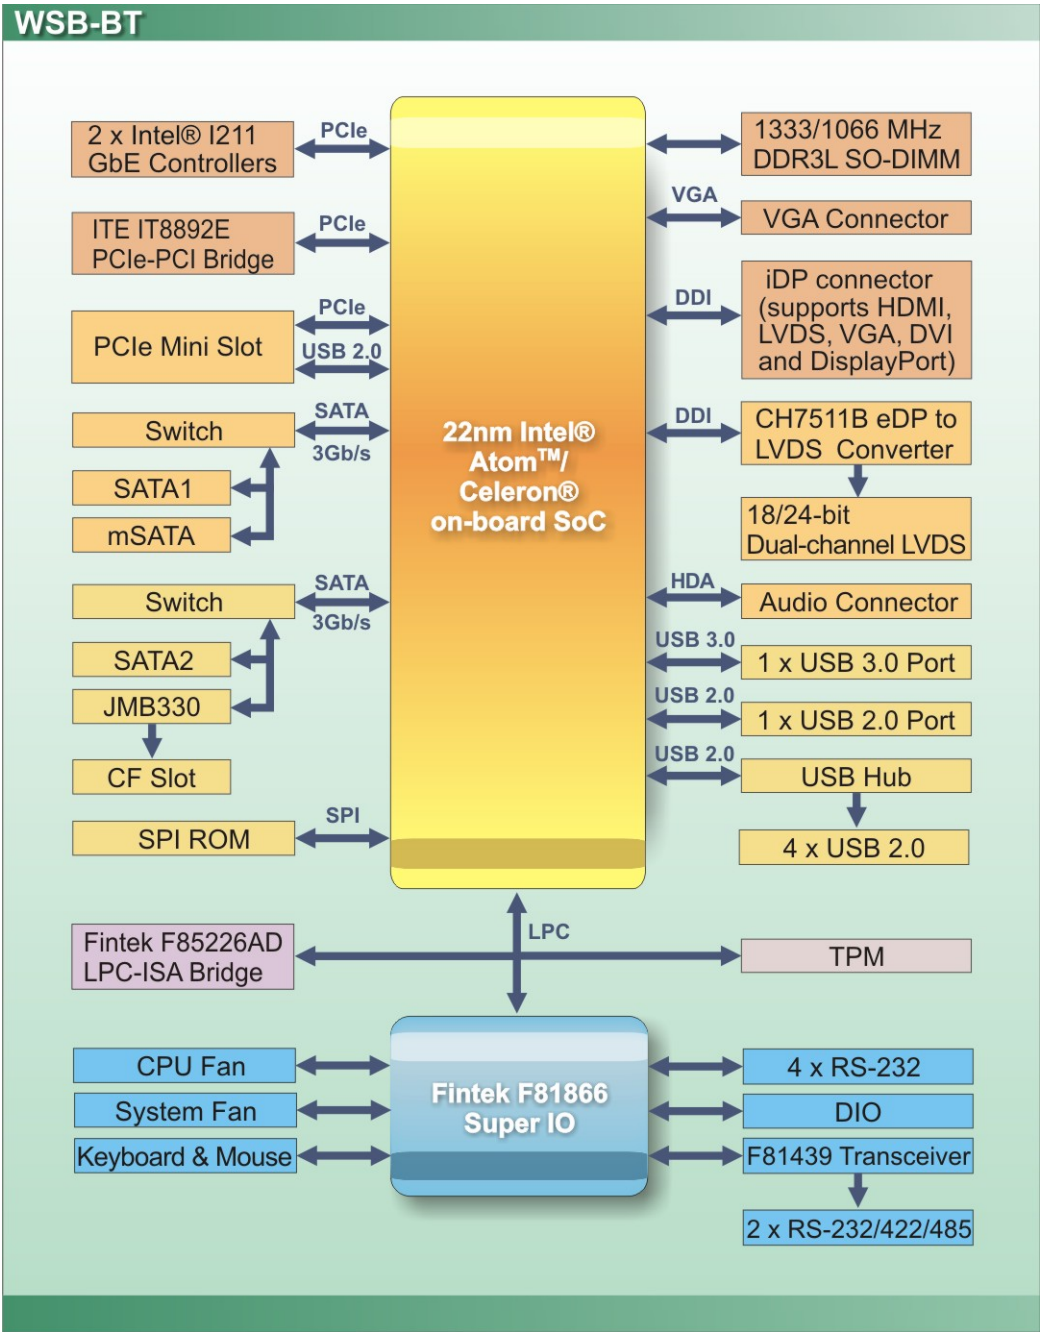 WSB-BT
2 x Intel® I211
GbE Controllers
PCIe
ITE IT8892E
PCIe-PCI Bridge
PCIe
PCIe Mini Slot
PCIe
USB 2.0
Switch
SATA
3Gb/s
SATA1
mSATA
Switch
SATA
3Gb/s
SATA2
JMB330
CF Slot
SPI ROM
SPI
22nm Intel®
Atom™/
Celeron®
on-board SoC
1333/1066 MHz
DDR3L SO-DIMM
VGA
VGA Connector
DDI
iDP connector
(supports HDMI,
LVDS, VGA, DVI
and DisplayPort)
DDI
CH7511B eDP to
LVDS Converter
18/24-bit
Dual-channel LVDS
HDA
Audio Connector
USB 3.0
1 x USB 3.0 Port
USB 2.0
1 x USB 2.0 Port
USB 2.0
USB Hub
4 x USB 2.0
LPC
Fintek F85226AD
LPC-ISA Bridge
TPM
CPU Fan
System Fan
Keyboard & Mouse
Fintek F81866
Super IO
4 x RS-232
DIO
F81439 Transceiver
2 x RS-232/422/485